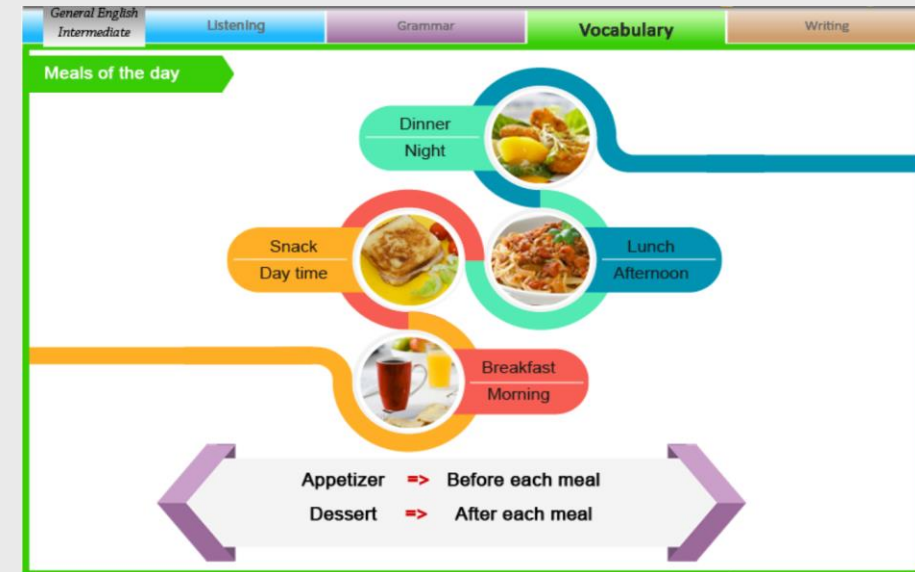 General English
Intermediate
Listening
Grammar
Vocabulary
Writing
Meals of the day
Dinner
Night
Snack
Day time
Lunch
Afternoon
Breakfast
Morning
Appetizer => Before each meal
Dessert => After each meal